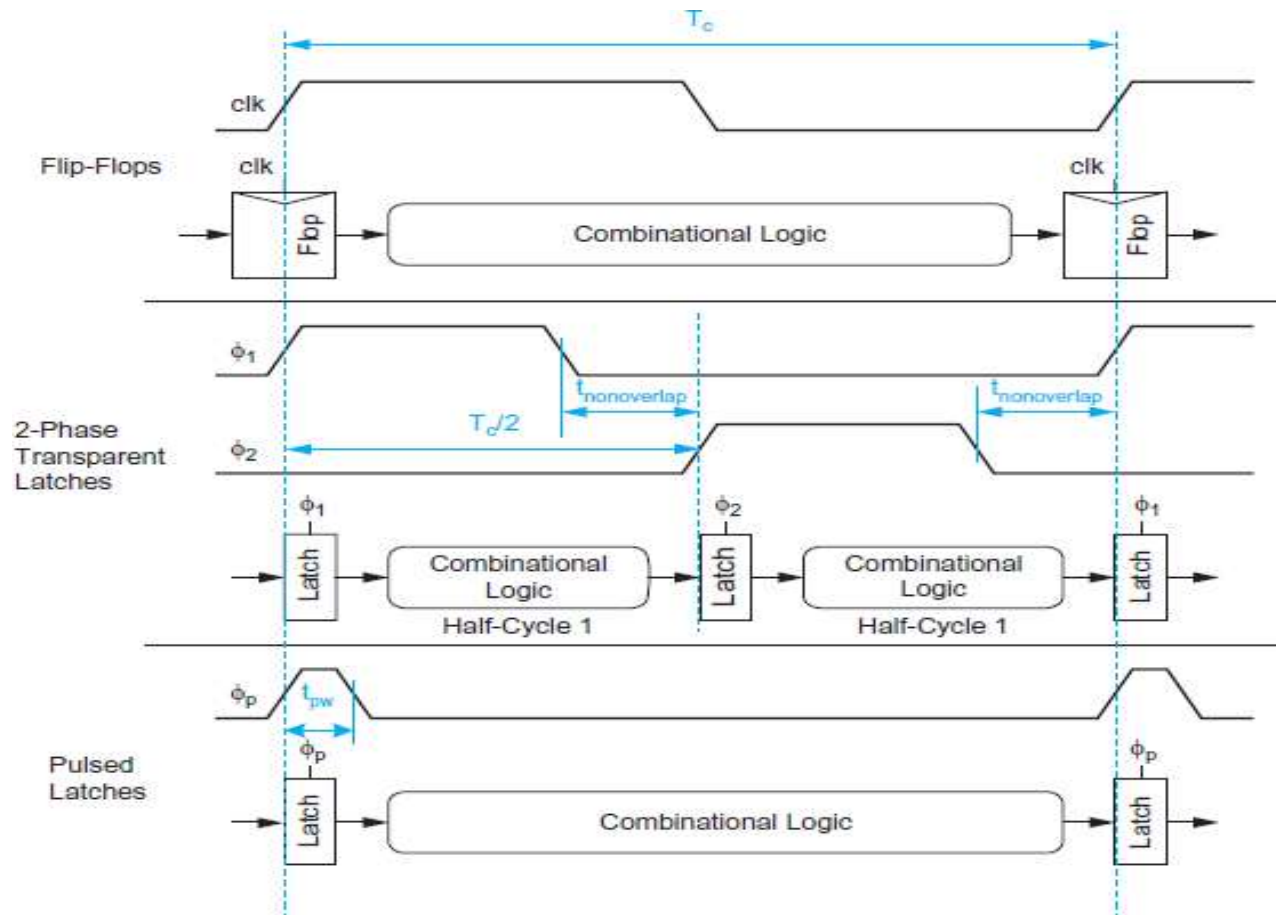 Tc
clk
Flip-Flops
clk
clk
Flop
Combinational Logic
Flop
ϕ1
tnonoverlap
tnonoverlap
Tc/2
2-Phase
Transparent
Latches
ϕ2
ϕ1
ϕ2
ϕ1
Latch
Combinational
Logic
Latch
Combinational
Logic
Latch
Half-Cycle 1
Half-Cycle 1
ϕp
tpw
Pulsed
Latches
ϕp
ϕp
Latch
Combinational Logic
Latch